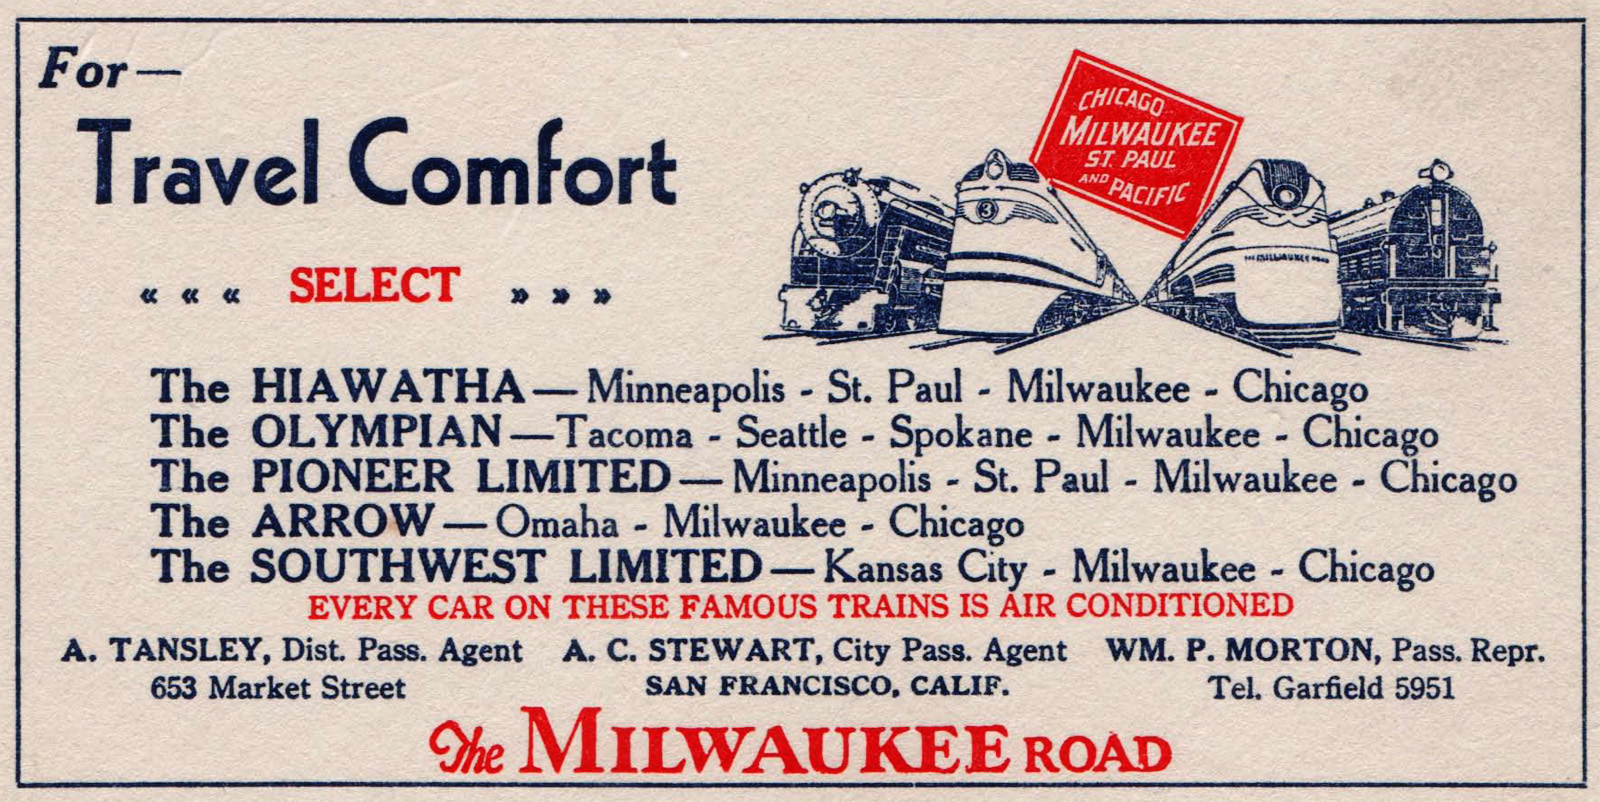 For—
Travel Comfort
CHICAGO
MILWAUKEE
ST. PAUL
AND PACIFIC
3
THE MILWAUKEE ROAD
« « « SELECT » » »
The HIAWATHA—Minneapolis - St. Paul - Milwaukee - Chicago
The OLYMPIAN—Tacoma - Seattle - Spokane - Milwaukee - Chicago
The PIONEER LIMITED—Minneapolis - St. Paul - Milwaukee - Chicago
The ARROW—Omaha - Milwaukee - Chicago
The SOUTHWEST LIMITED—Kansas City - Milwaukee - Chicago
EVERY CAR ON THESE FAMOUS TRAINS IS AIR CONDITIONED
A. TANSLEY, Dist. Pass. Agent A. C. STEWART, City Pass. Agent WM. P. MORTON, Pass. Repr.
653 Market Street SAN FRANCISCO, CALIF. Tel. Garfield 5951
The MILWAUKEE ROAD